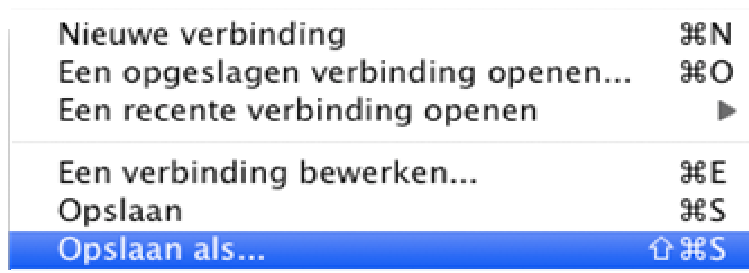 Nieuwe verbinding ⌘N
Een opgeslagen verbinding openen... ⌘O
Een recente verbinding openen ▶
Een verbinding bewerken... ⌘E
Opslaan ⌘S
Opslaan als... ⇧⌘S